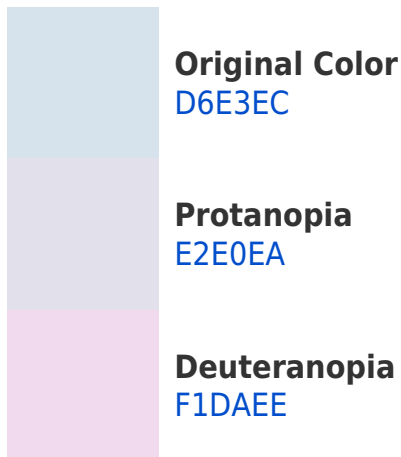 Original Color
D6E3EC
Protanopia
E2E0EA
Deuteranopia
F1DAEE